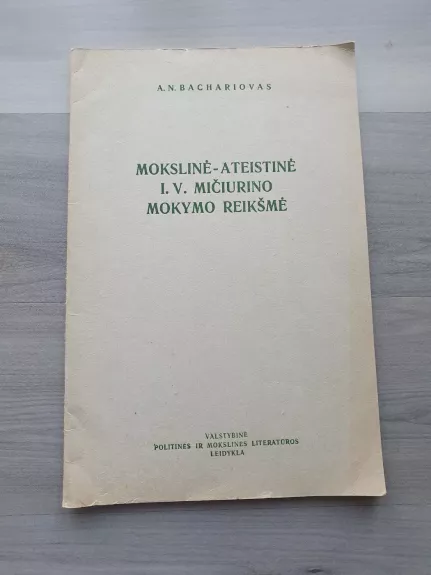 A. N. BACHARIOVAS
MOKSLINĖ-ATEISTINĖ
I. V. MIČIURINO
MOKYMO REIKŠMĖ
VALSTYBINĖ
POLITINĖS IR MOKSLINĖS LITERATŪROS
LEIDYKLA